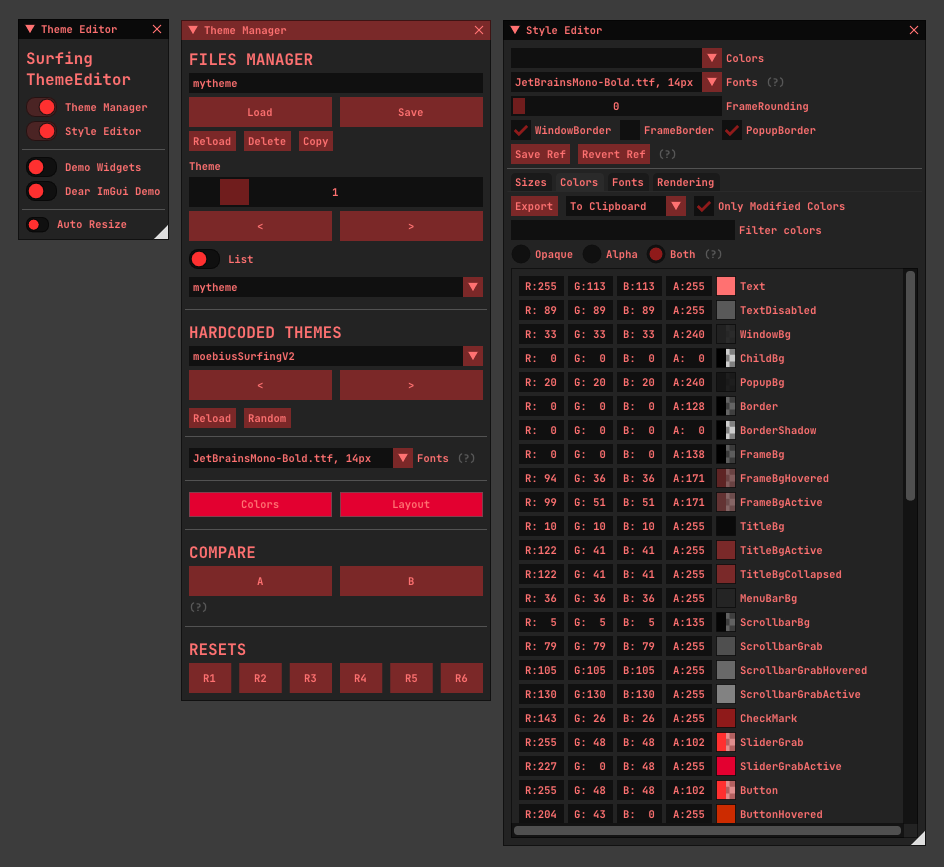 Theme Editor
Surfing
ThemeEditor
Theme Manager
Style Editor
Demo Widgets
Dear ImGui Demo
Auto Resize
Theme Manager
FILES MANAGER
mytheme
Load Save
Reload Delete Copy
Theme
1
< >
List
mytheme
HARDCODED THEMES
moebiusSurfingV2
< >
Reload Random
JetBrainsMono-Bold.ttf, 14px Fonts (?)
Colors Layout
COMPARE
A B
(?)
RESETS
R1 R2 R3 R4 R5 R6
Style Editor
Colors
JetBrainsMono-Bold.ttf, 14px Fonts (?)
0 FrameRounding
WindowBorder FrameBorder PopupBorder
Save Ref Revert Ref (?)
Sizes Colors Fonts Rendering
Export To Clipboard Only Modified Colors
Filter colors
Opaque Alpha Both (?)
R:255 G:113 B:113 A:255 Text
R: 89 G: 89 B: 89 A:255 TextDisabled
R: 33 G: 33 B: 33 A:240 WindowBg
R:  0 G:  0 B:  0 A:  0 ChildBg
R: 20 G: 20 B: 20 A:240 PopupBg
R:  0 G:  0 B:  0 A:128 Border
R:  0 G:  0 B:  0 A:  0 BorderShadow
R:  0 G:  0 B:  0 A:138 FrameBg
R: 94 G: 36 B: 36 A:171 FrameBgHovered
R: 99 G: 51 B: 51 A:171 FrameBgActive
R: 10 G: 10 B: 10 A:255 TitleBg
R:122 G: 41 B: 41 A:255 TitleBgActive
R:122 G: 41 B: 41 A:255 TitleBgCollapsed
R: 36 G: 36 B: 36 A:255 MenuBarBg
R:  5 G:  5 B:  5 A:135 ScrollbarBg
R: 79 G: 79 B: 79 A:255 ScrollbarGrab
R:105 G:105 B:105 A:255 ScrollbarGrabHovered
R:130 G:130 B:130 A:255 ScrollbarGrabActive
R:143 G: 26 B: 26 A:255 CheckMark
R:255 G: 48 B: 48 A:102 SliderGrab
R:227 G:  0 B: 48 A:255 SliderGrabActive
R:255 G: 48 B: 48 A:102 Button
R:204 G: 43 B:  0 A:255 ButtonHovered